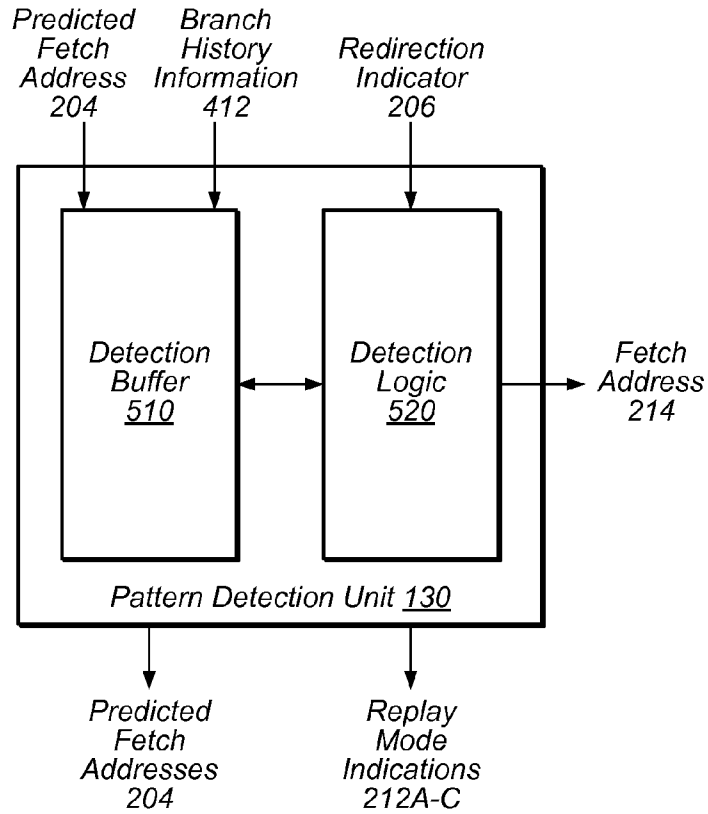 Predicted
Fetch
Address
204
Branch
History
Information
412
Redirection
Indicator
206
Detection
Buffer
510
Detection
Logic
520
Fetch
Address
214
Pattern Detection Unit 130
Predicted
Fetch
Addresses
204
Replay
Mode
Indications
212A-C